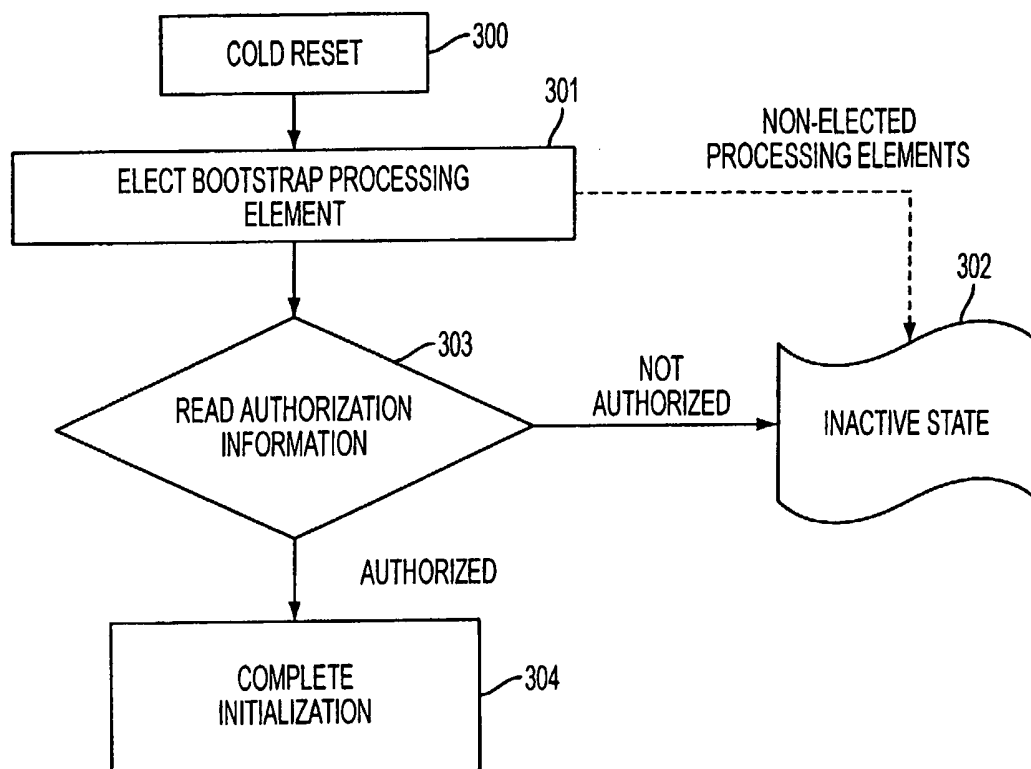 COLD RESET
300
301
ELECT BOOTSTRAP PROCESSING
ELEMENT
NON-ELECTED
PROCESSING ELEMENTS
302
303
READ AUTHORIZATION
INFORMATION
NOT
AUTHORIZED
INACTIVE STATE
AUTHORIZED
COMPLETE
INITIALIZATION
304